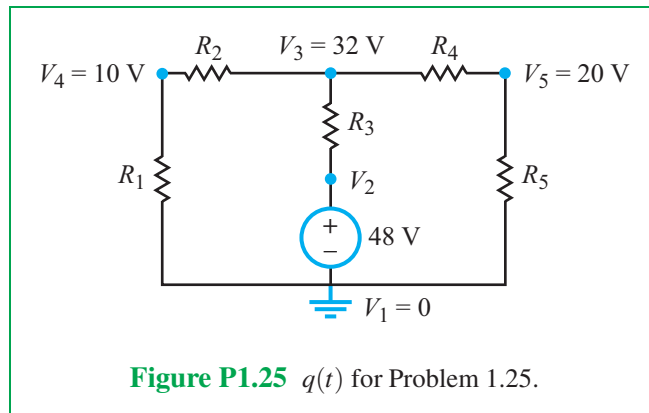 R2 V3 = 32 V R4
V4 = 10 V V5 = 20 V
R3
R1 V2 R5
+
48 V
−
V1 = 0
Figure P1.25 q(t) for Problem 1.25.